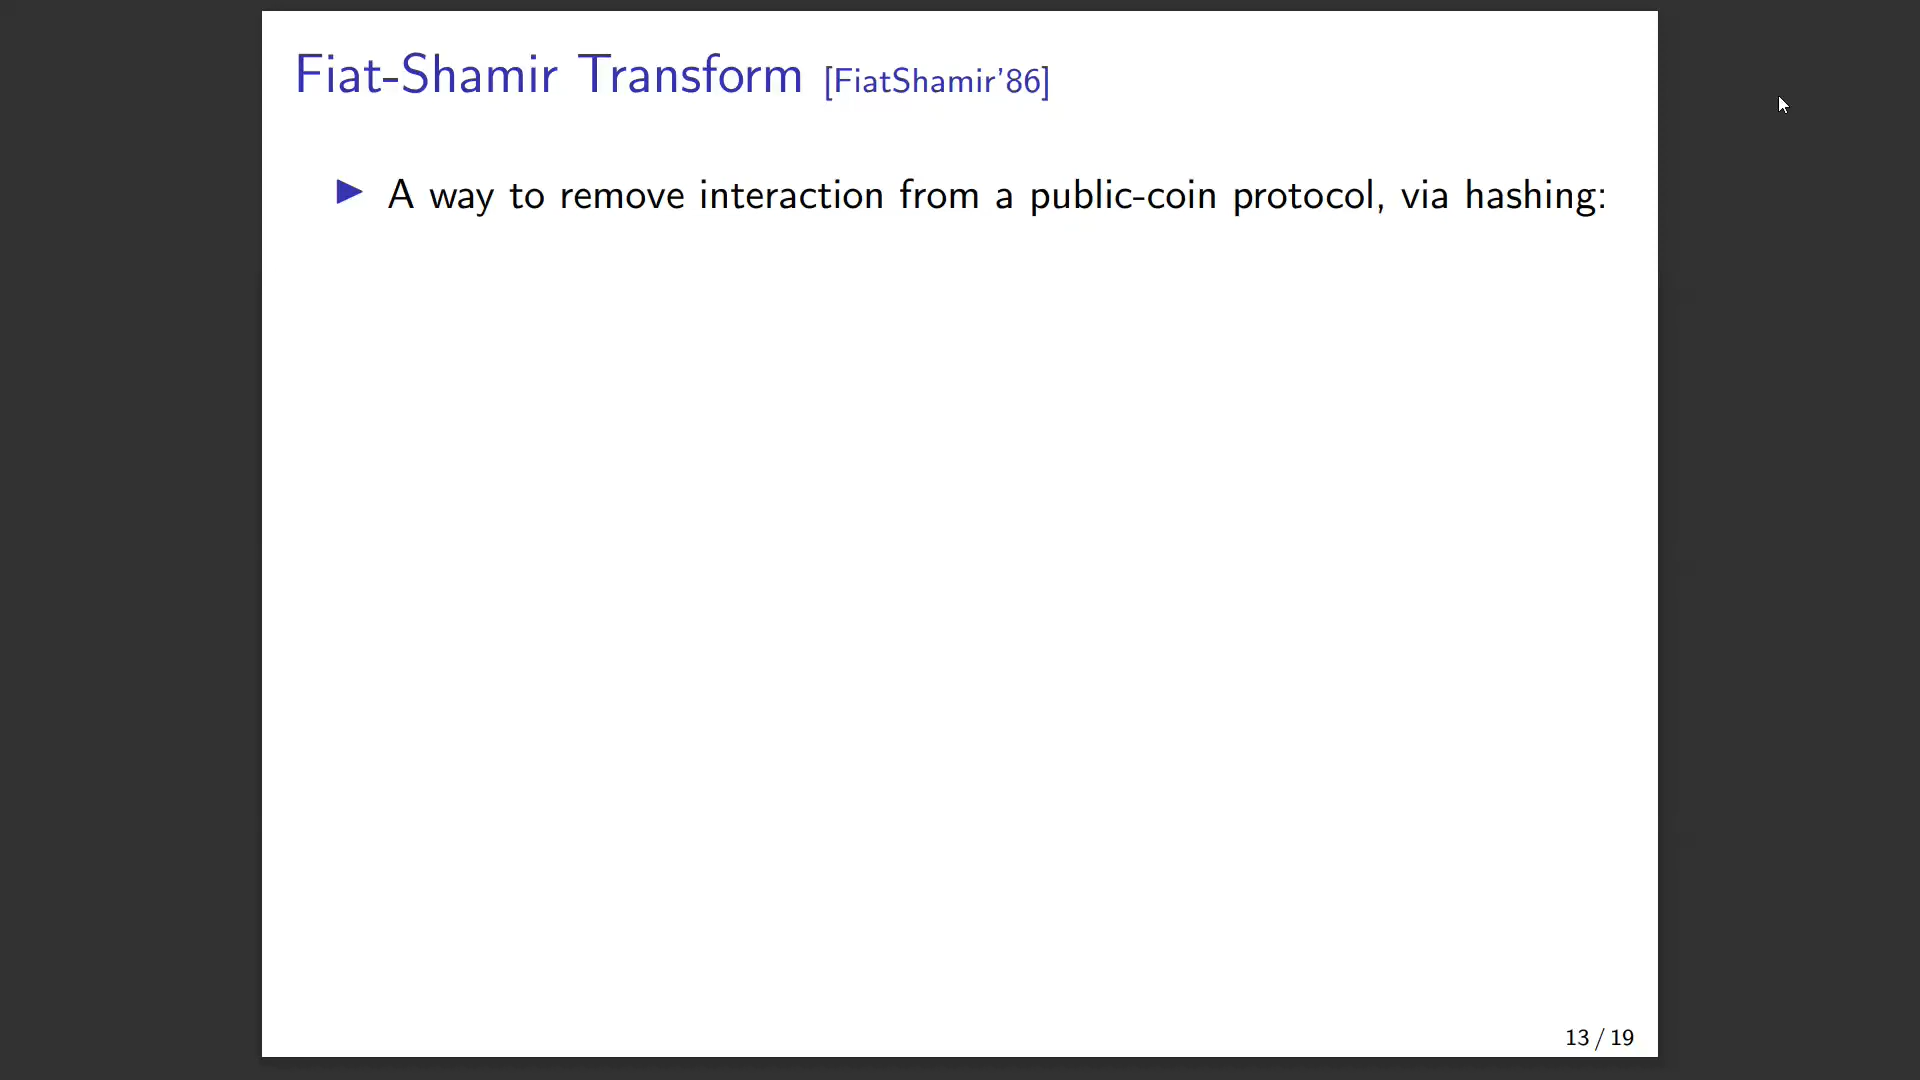 Fiat-Shamir Transform [FiatShamir’86]
▶ A way to remove interaction from a public-coin protocol, via hashing:
13 / 19